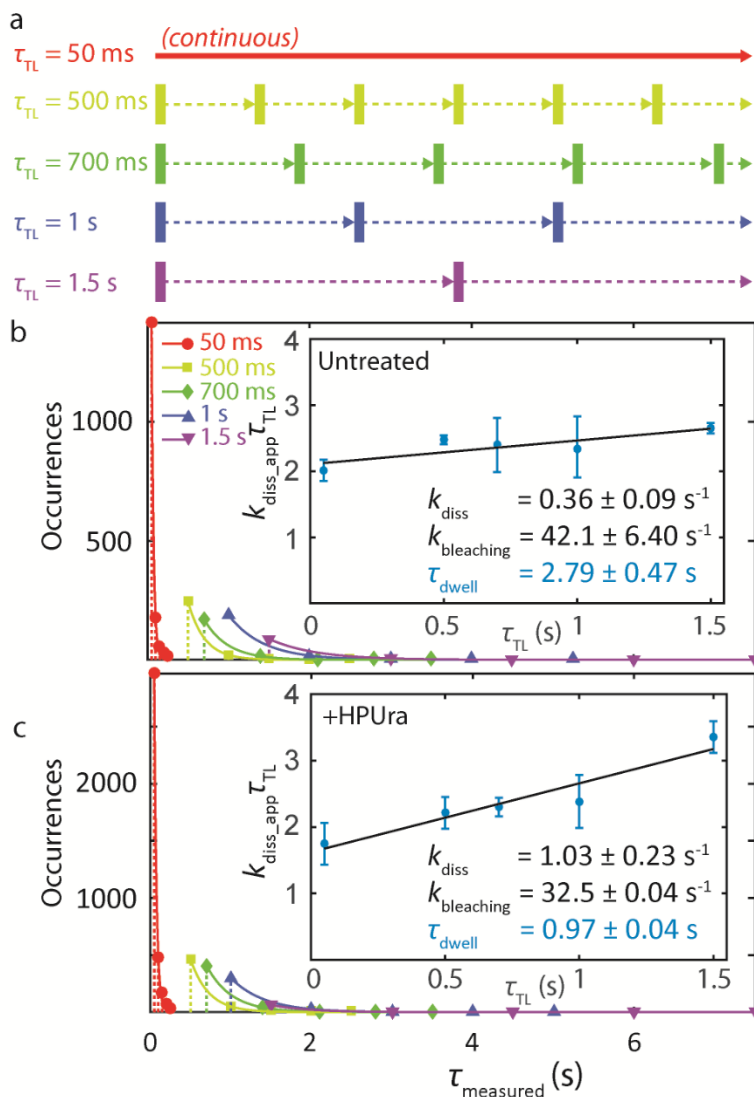 a
(continuous)
τTL = 50 ms
τTL = 500 ms
τTL = 700 ms
τTL = 1 s
τTL = 1.5 s
b
50 ms
500 ms
700 ms
1 s
1.5 s
Occurrences
1000
500
Untreated
kdiss_appτTL
4
3
2
1
kdiss = 0.36 ± 0.09 s-1
kbleaching = 42.1 ± 6.40 s-1
τdwell = 2.79 ± 0.47 s
0 0.5 1 1.5
τTL (s)
c
Occurrences
2000
1000
+HPUra
kdiss_appτTL
4
3
2
1
kdiss = 1.03 ± 0.23 s-1
kbleaching = 32.5 ± 0.04 s-1
τdwell = 0.97 ± 0.04 s
0 0.5 1 1.5
τTL (s)
0 2 4 6
τmeasured (s)